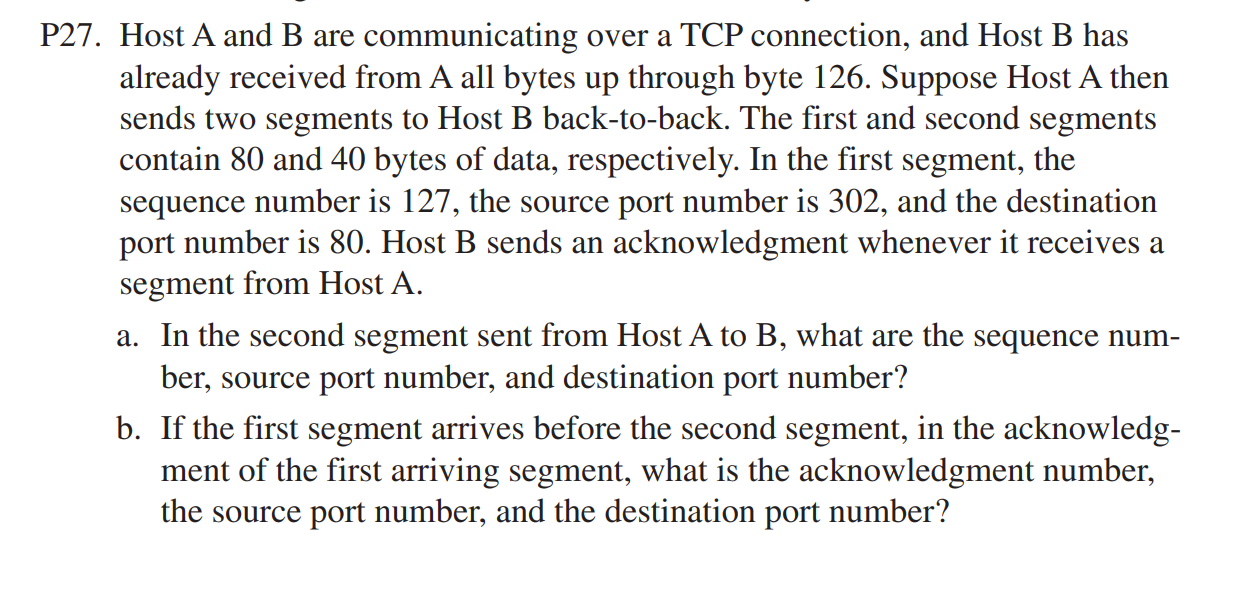 P27. Host A and B are communicating over a TCP connection, and Host B has
already received from A all bytes up through byte 126. Suppose Host A then
sends two segments to Host B back-to-back. The first and second segments
contain 80 and 40 bytes of data, respectively. In the first segment, the
sequence number is 127, the source port number is 302, and the destination
port number is 80. Host B sends an acknowledgment whenever it receives a
segment from Host A.
a. In the second segment sent from Host A to B, what are the sequence num-
ber, source port number, and destination port number?
b. If the first segment arrives before the second segment, in the acknowledg-
ment of the first arriving segment, what is the acknowledgment number,
the source port number, and the destination port number?